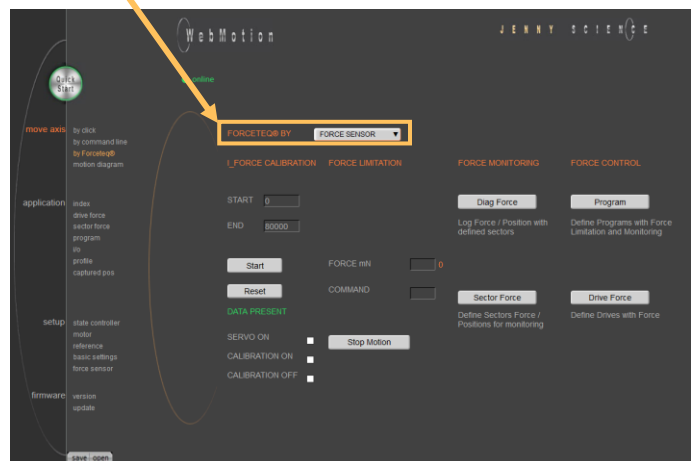 WebMotion
JENNY SCIENCE
Quick Start
online
move axis
by click
by command line
by Forceteq®
motion diagram
FORCETEQ® BY FORCE SENSOR
I_FORCE CALIBRATION FORCE LIMITATION FORCE MONITORING FORCE CONTROL
application
index
drive force
sector force
program
i/o
profile
captured pos
START 0
END 80000
Diag Force
Program
Log Force / Position with
defined sectors
Define Programs with Force
Limitation and Monitoring
Start
Reset
DATA PRESENT
FORCE mN 0
COMMAND
Sector Force
Drive Force
Define Sectors Force /
Positions for monitoring
Define Drives with Force
setup
state controller
motor
reference
basic settings
force sensor
SERVO ON
CALIBRATION ON
CALIBRATION OFF
Stop Motion
firmware
version
update
save open